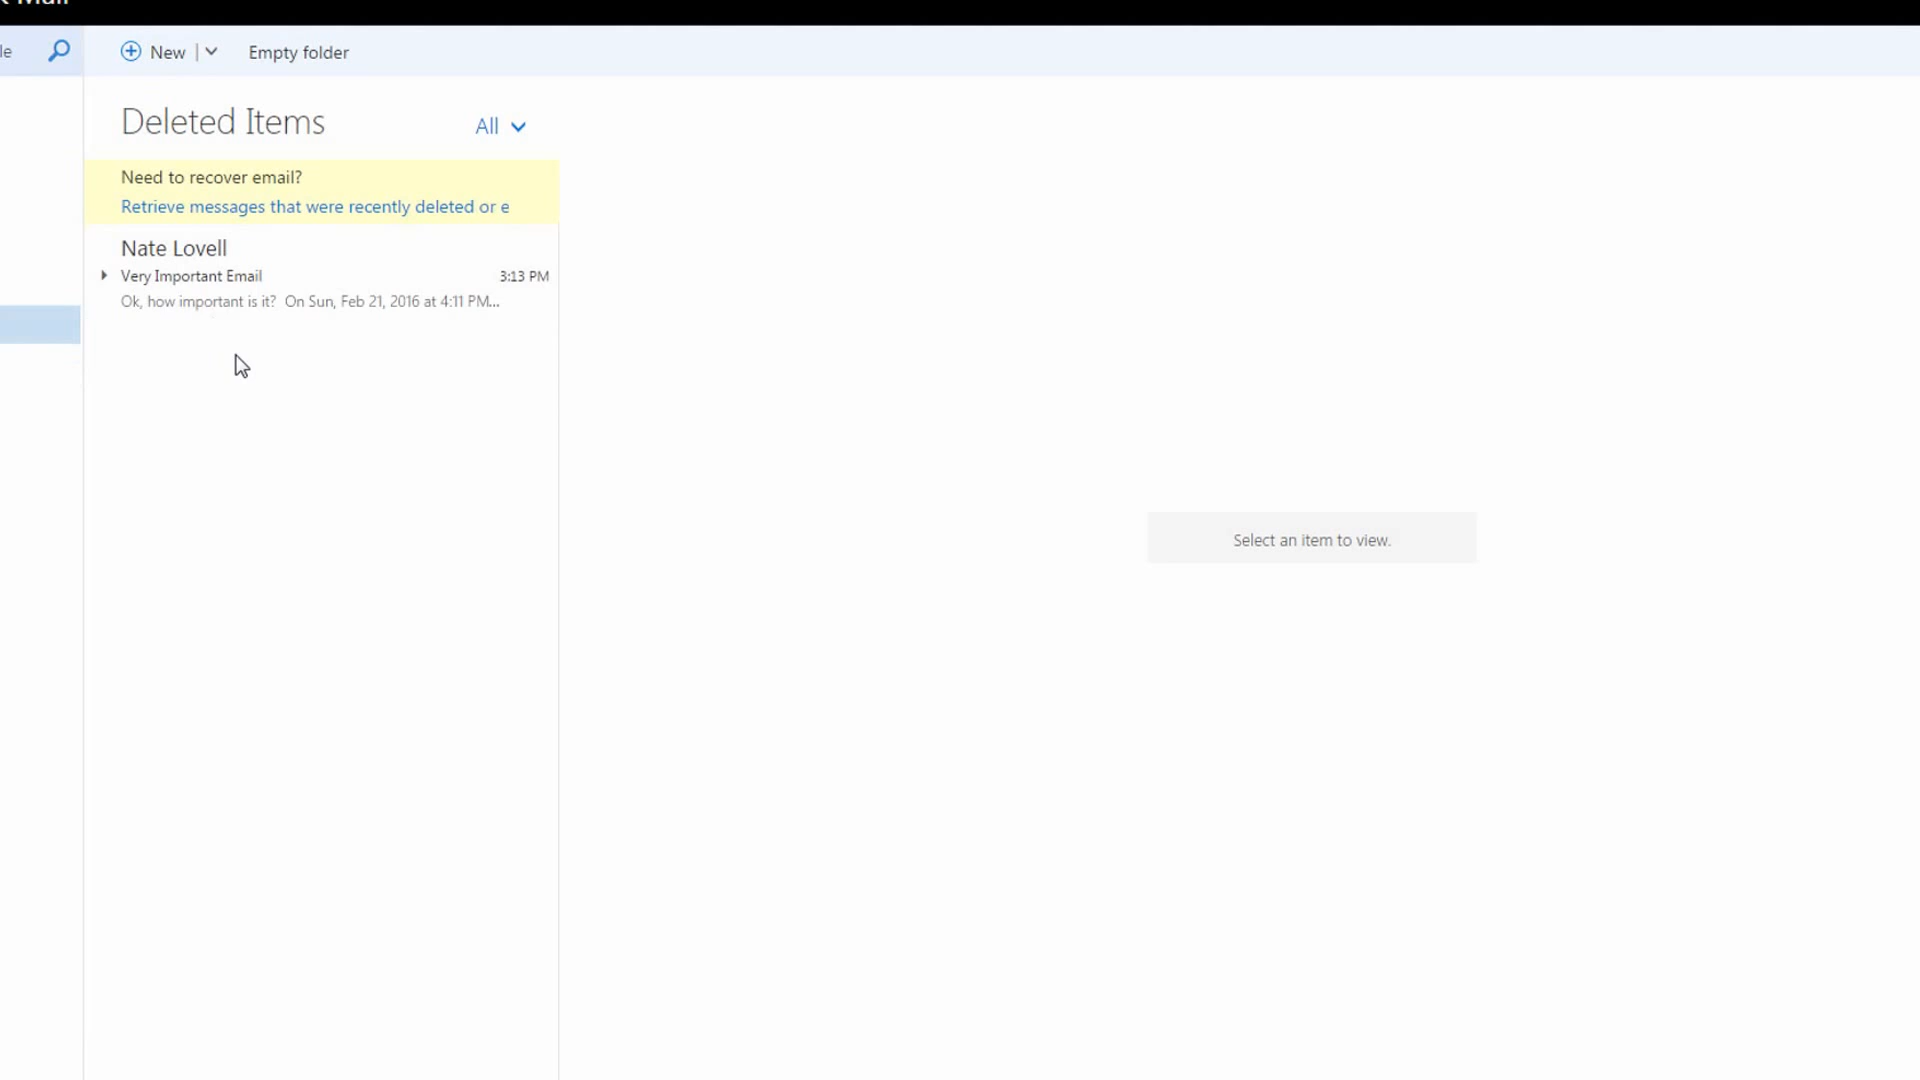 le
New
Empty folder
Deleted Items
All
Need to recover email?
Retrieve messages that were recently deleted or e
Nate Lovell
Very Important Email 3:13 PM
Ok, how important is it? On Sun, Feb 21, 2016 at 4:11 PM...
Select an item to view.